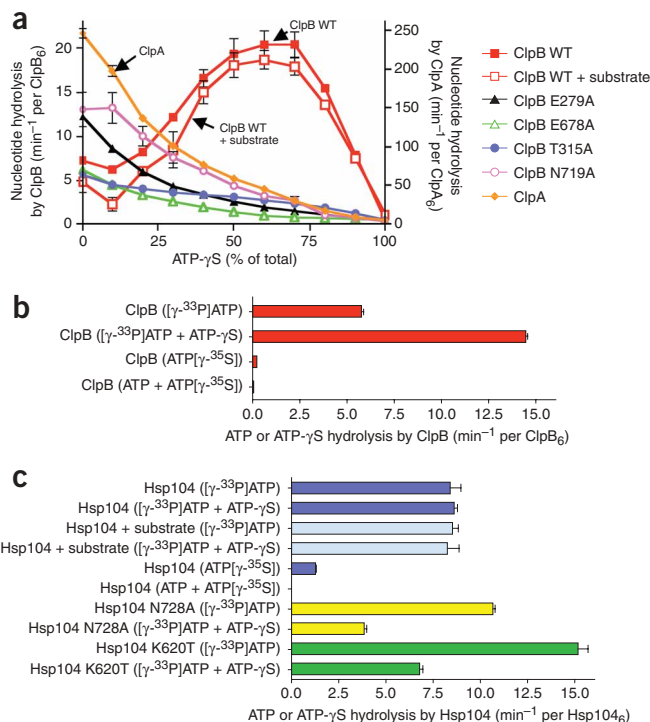 a
Nucleotide hydrolysis
by ClpB (min⁻¹ per ClpB₆)
20
15
10
5
0
ClpA
ClpB WT
ClpB WT
+ substrate
250
200
150
100
50
0
Nucleotide hydrolysis
by ClpA (min⁻¹ per ClpA₆)
0
25
50
75
100
ATP-γS (% of total)
ClpB WT
ClpB WT + substrate
ClpB E279A
ClpB E678A
ClpB T315A
ClpB N719A
ClpA
b
ClpB ([γ-³³P]ATP)
ClpB ([γ-³³P]ATP + ATP-γS)
ClpB (ATP[γ-³⁵S])
ClpB (ATP + ATP[γ-³⁵S])
0.0 2.5 5.0 7.5 10.0 12.5 15.0
ATP or ATP-γS hydrolysis by ClpB (min⁻¹ per ClpB₆)
c
Hsp104 ([γ-³³P]ATP)
Hsp104 ([γ-³³P]ATP + ATP-γS)
Hsp104 + substrate ([γ-³³P]ATP)
Hsp104 + substrate ([γ-³³P]ATP + ATP-γS)
Hsp104 (ATP[γ-³⁵S])
Hsp104 (ATP + ATP[γ-³⁵S])
Hsp104 N728A ([γ-³³P]ATP)
Hsp104 N728A ([γ-³³P]ATP + ATP-γS)
Hsp104 K620T ([γ-³³P]ATP)
Hsp104 K620T ([γ-³³P]ATP + ATP-γS)
0.0 2.5 5.0 7.5 10.0 12.5 15.0
ATP or ATP-γS hydrolysis by Hsp104 (min⁻¹ per Hsp104₆)